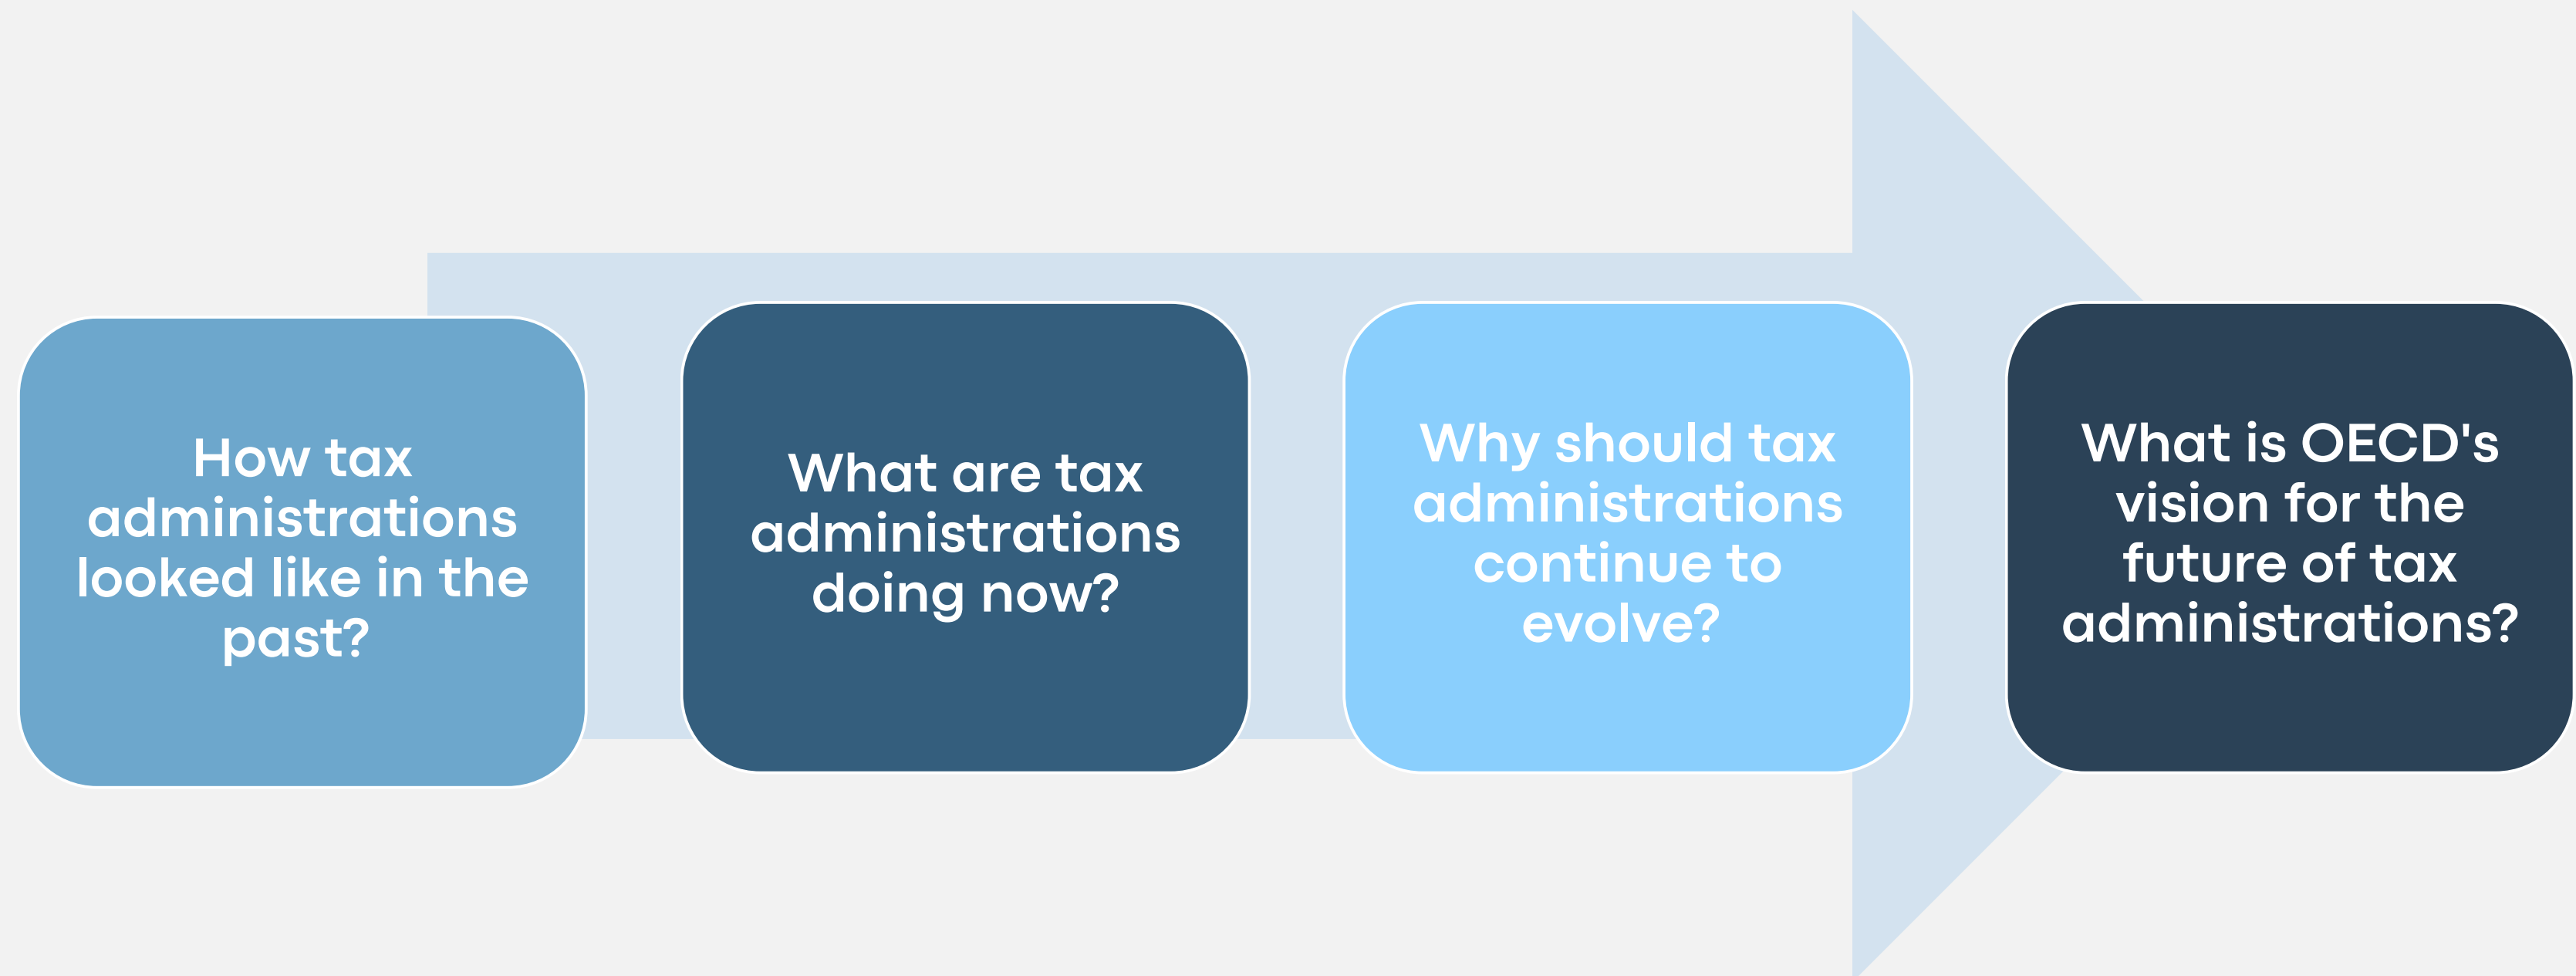 How tax
administrations
looked like in the
past?
What are tax
administrations
doing now?
Why should tax
administrations
continue to
evolve?
What is OECD's
vision for the
future of tax
administrations?